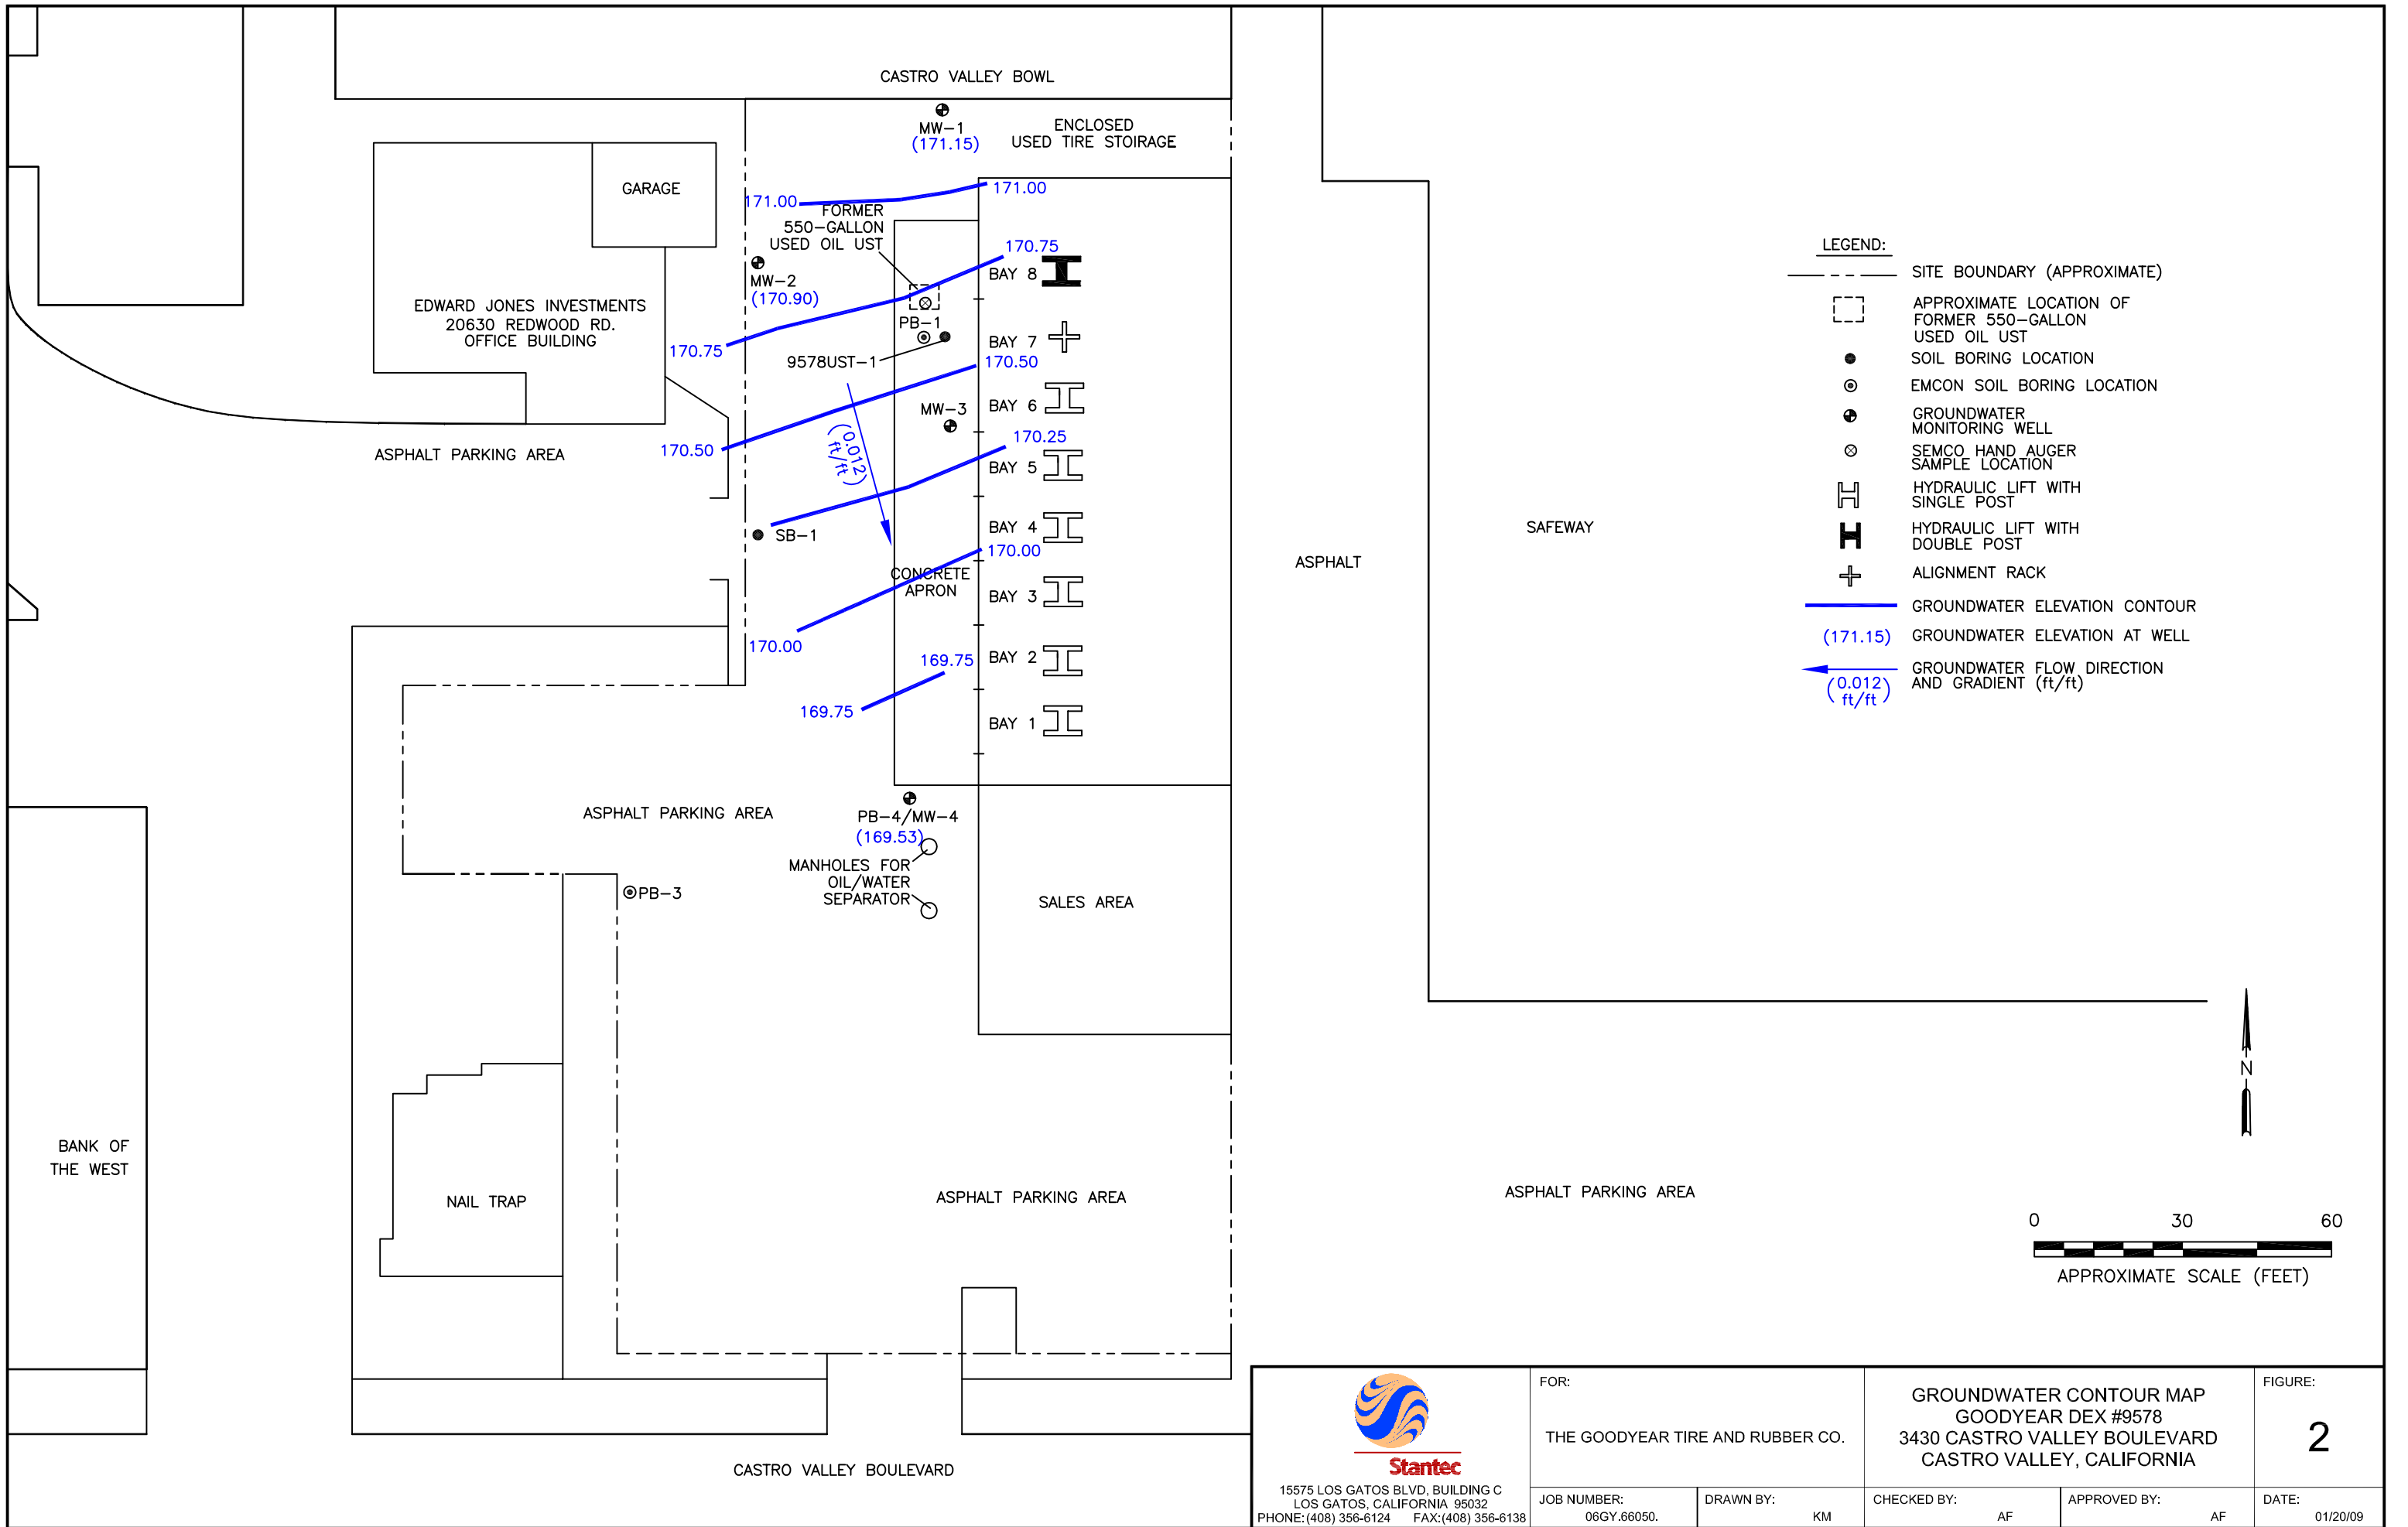 CASTRO VALLEY BOWL
MW-1
(171.15)
ENCLOSED
USED TIRE STOIRAGE
GARAGE
171.00
171.00
FORMER
550-GALLON
USED OIL UST
170.75
BAY 8
MW-2
(170.90)
EDWARD JONES INVESTMENTS
20630 REDWOOD RD.
OFFICE BUILDING
PB-1
BAY 7
170.75
9578UST-1
170.50
MW-3
BAY 6
170.25
(0.012)
ft/ft
170.50
ASPHALT PARKING AREA
BAY 5
SB-1
BAY 4
170.00
CONCRETE
APRON
BAY 3
170.00
169.75
BAY 2
169.75
BAY 1
ASPHALT PARKING AREA
PB-4/MW-4
(169.53)
MANHOLES FOR
OIL/WATER
SEPARATOR
PB-3
SALES AREA
SAFEWAY
ASPHALT
LEGEND:
SITE BOUNDARY (APPROXIMATE)
APPROXIMATE LOCATION OF
FORMER 550-GALLON
USED OIL UST
SOIL BORING LOCATION
EMCON SOIL BORING LOCATION
GROUNDWATER
MONITORING WELL
SEMCO HAND AUGER
SAMPLE LOCATION
HYDRAULIC LIFT WITH
SINGLE POST
HYDRAULIC LIFT WITH
DOUBLE POST
ALIGNMENT RACK
GROUNDWATER ELEVATION CONTOUR
(171.15) GROUNDWATER ELEVATION AT WELL
GROUNDWATER FLOW DIRECTION
AND GRADIENT (ft/ft)
(0.012)
ft/ft
N
BANK OF
THE WEST
NAIL TRAP
ASPHALT PARKING AREA
ASPHALT PARKING AREA
0 30 60
APPROXIMATE SCALE (FEET)
CASTRO VALLEY BOULEVARD
Stantec
15575 LOS GATOS BLVD, BUILDING C
LOS GATOS, CALIFORNIA 95032
PHONE:(408) 356-6124 FAX:(408) 356-6138
FOR:
THE GOODYEAR TIRE AND RUBBER CO.
GROUNDWATER CONTOUR MAP
GOODYEAR DEX #9578
3430 CASTRO VALLEY BOULEVARD
CASTRO VALLEY, CALIFORNIA
FIGURE:
2
JOB NUMBER:
06GY.66050.
DRAWN BY:
KM
CHECKED BY:
AF
APPROVED BY:
AF
DATE:
01/20/09